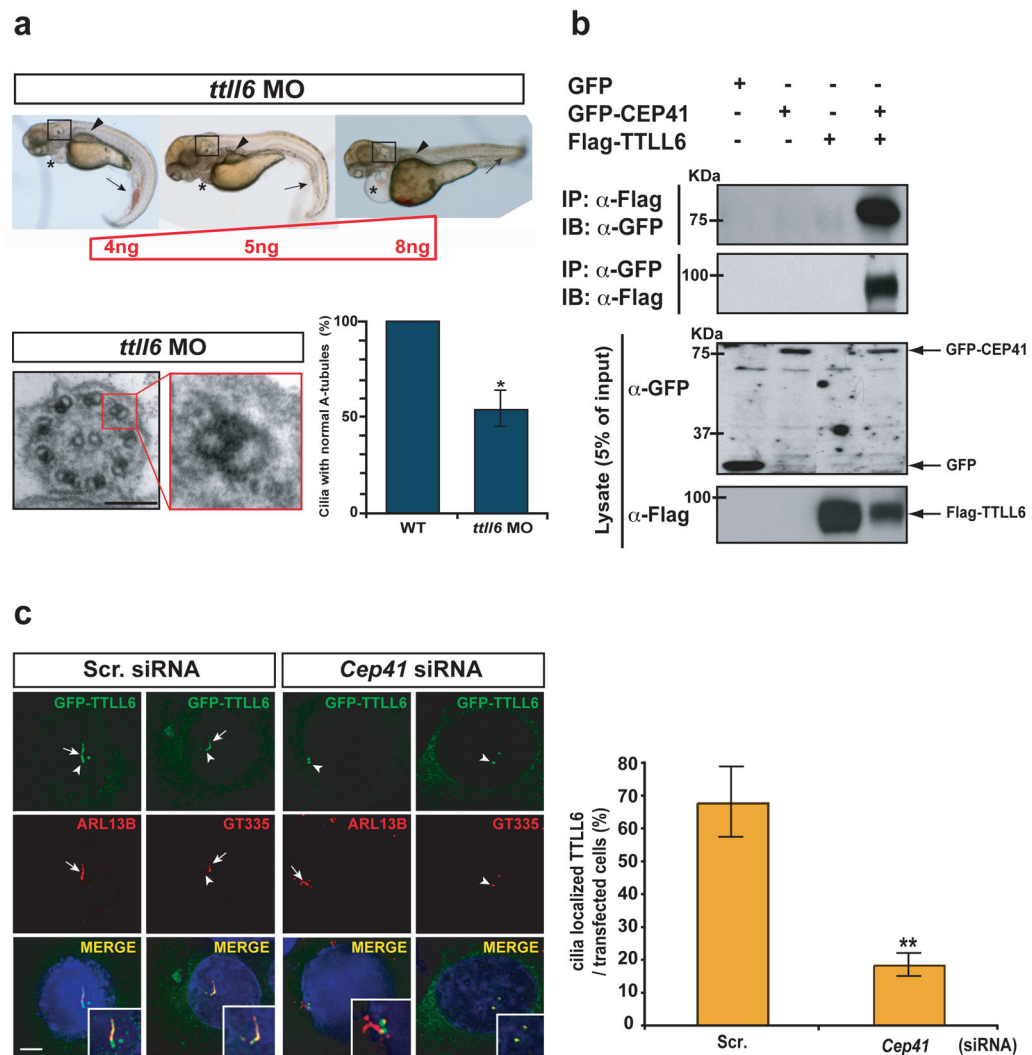 a
ttll6 MO
*
*
*
4ng 5ng 8ng
ttll6 MO
Cilia with normal A-tubules (%)
100
50
0
*
WT
ttll6 MO
b
GFP + - - -
GFP-CEP41 - + - +
Flag-TTLL6 - - + +
KDa
IP: α-Flag
IB: α-GFP
75
IP: α-GFP
IB: α-Flag
100
KDa
Lysate (5% of input)
α-GFP
75
37
GFP-CEP41
GFP
α-Flag
100
Flag-TTLL6
c
Scr. siRNA
Cep41 siRNA
GFP-TTLL6 GFP-TTLL6 GFP-TTLL6 GFP-TTLL6
ARL13B GT335 ARL13B GT335
MERGE MERGE MERGE MERGE
cilia localized TTLL6
/ transfected cells (%)
80
70
60
50
40
30
20
10
0
**
Scr. Cep41 (siRNA)